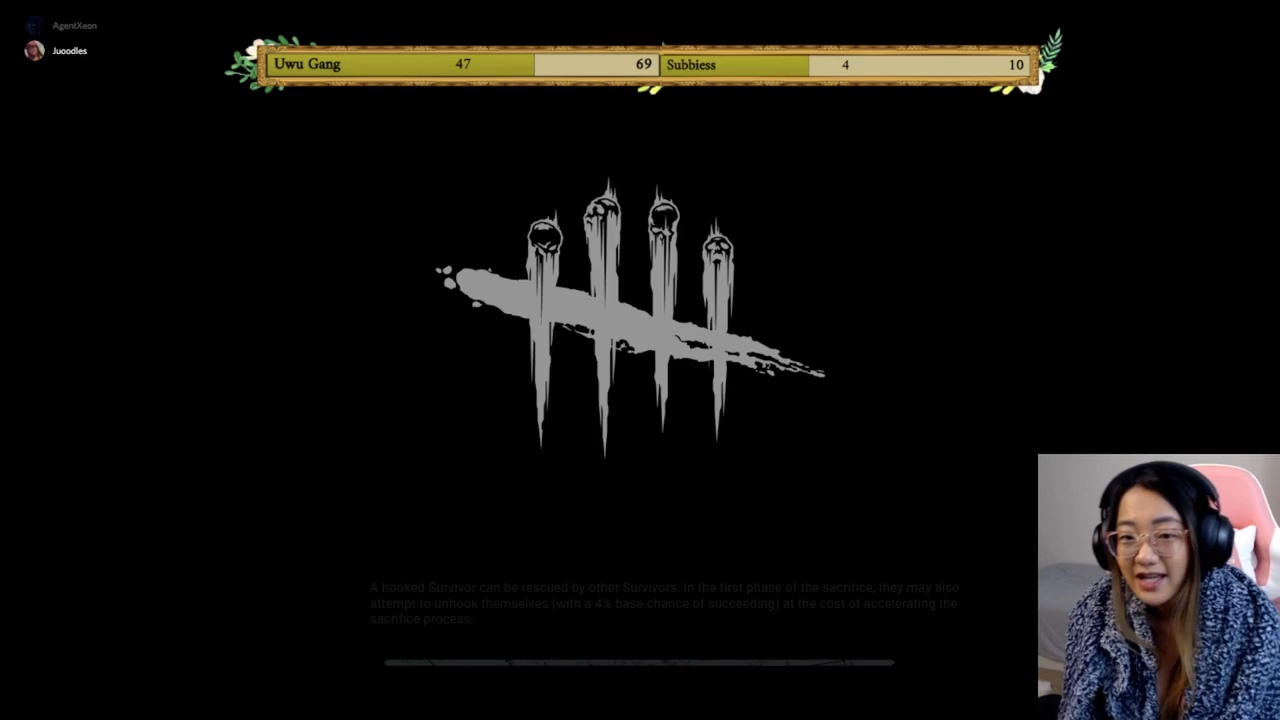 AgentXeon
Juoodles
Uwu Gang 47 69 Subbiess 4 10
A hooked Survivor can be rescued by other Survivors. In the first phase of the sacrifice, they may also
attempt to unhook themselves (with a 4% base chance of succeeding) at the cost of accelerating the
sacrifice process.